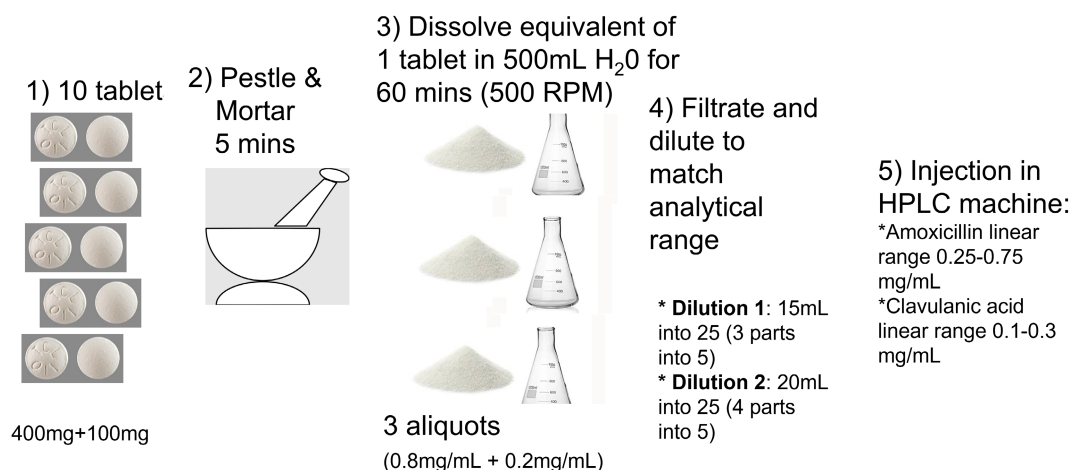 1) 10 tablet
2) Pestle &
Mortar
5 mins
3) Dissolve equivalent of
1 tablet in 500mL H₂0 for
60 mins (500 RPM)
4) Filtrate and
dilute to
match
analytical
range
5) Injection in
HPLC machine:
*Amoxicillin linear
range 0.25-0.75
mg/mL
*Clavulanic acid
linear range 0.1-0.3
mg/mL
* Dilution 1: 15mL
into 25 (3 parts
into 5)
* Dilution 2: 20mL
into 25 (4 parts
into 5)
400mg+100mg
3 aliquots
(0.8mg/mL + 0.2mg/mL)